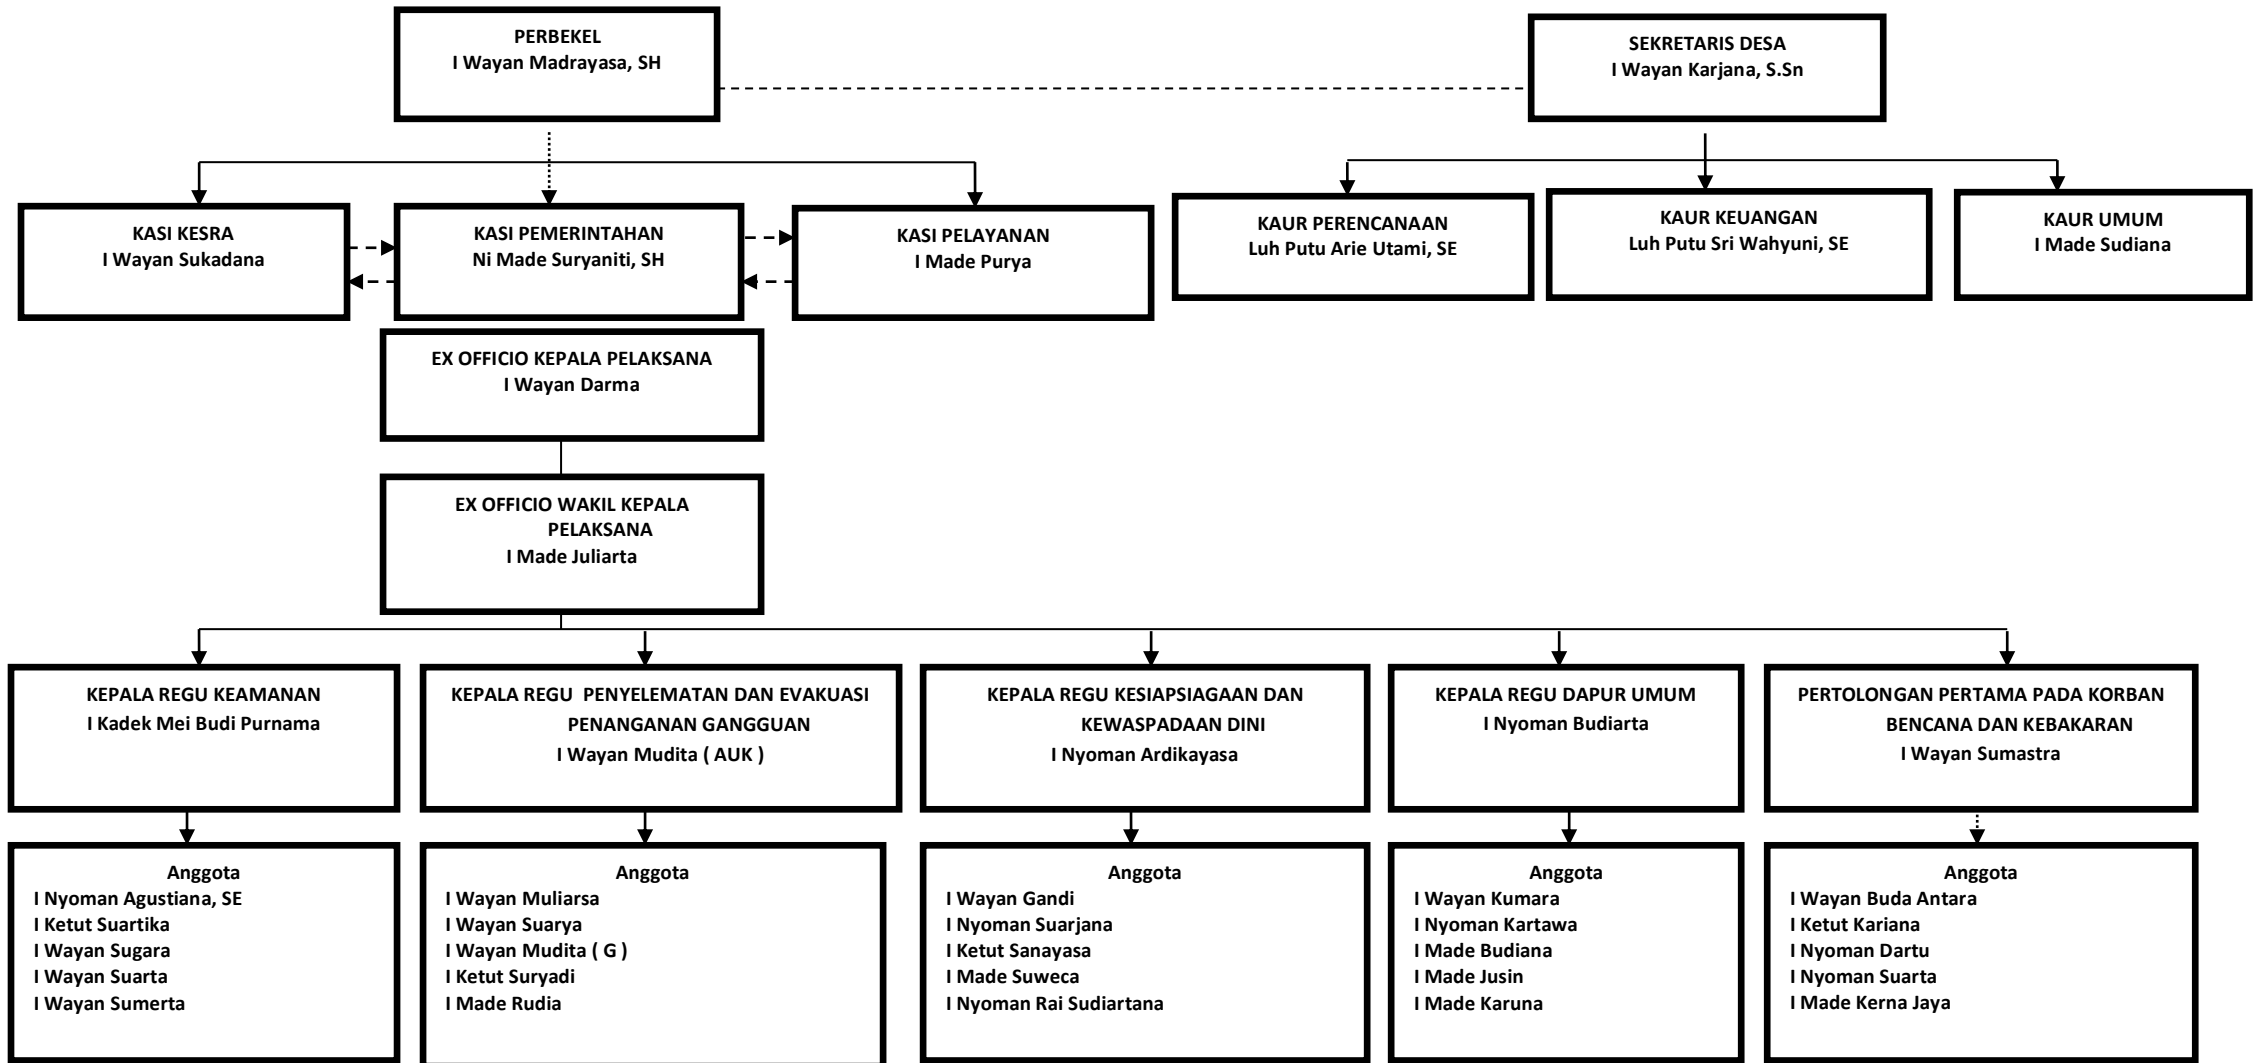 PERBEKEL
I Wayan Madrayasa, SH
SEKRETARIS DESA
I Wayan Karjana, S.Sn
KASI KESRA
I Wayan Sukadana
KASI PEMERINTAHAN
Ni Made Suryaniti, SH
KASI PELAYANAN
I Made Purya
KAUR PERENCANAAN
Luh Putu Arie Utami, SE
KAUR KEUANGAN
Luh Putu Sri Wahyuni, SE
KAUR UMUM
I Made Sudiana
EX OFFICIO KEPALA PELAKSANA
I Wayan Darma
EX OFFICIO WAKIL KEPALA
PELAKSANA
I Made Juliarta
KEPALA REGU KEAMANAN
I Kadek Mei Budi Purnama
KEPALA REGU PENYELEMATAN DAN EVAKUASI
PENANGANAN GANGGUAN
I Wayan Mudita ( AUK )
KEPALA REGU KESIAPSIAGAAN DAN
KEWASPADAAN DINI
I Nyoman Ardikayasa
KEPALA REGU DAPUR UMUM
I Nyoman Budiarta
PERTOLONGAN PERTAMA PADA KORBAN
BENCANA DAN KEBAKARAN
I Wayan Sumastra
Anggota
I Nyoman Agustiana, SE
I Ketut Suartika
I Wayan Sugara
I Wayan Suarta
I Wayan Sumerta
Anggota
I Wayan Muliarsa
I Wayan Suarya
I Wayan Mudita ( G )
I Ketut Suryadi
I Made Rudia
Anggota
I Wayan Gandi
I Nyoman Suarjana
I Ketut Sanayasa
I Made Suweca
I Nyoman Rai Sudiartana
Anggota
I Wayan Kumara
I Nyoman Kartawa
I Made Budiana
I Made Jusin
I Made Karuna
Anggota
I Wayan Buda Antara
I Ketut Kariana
I Nyoman Dartu
I Nyoman Suarta
I Made Kerna Jaya